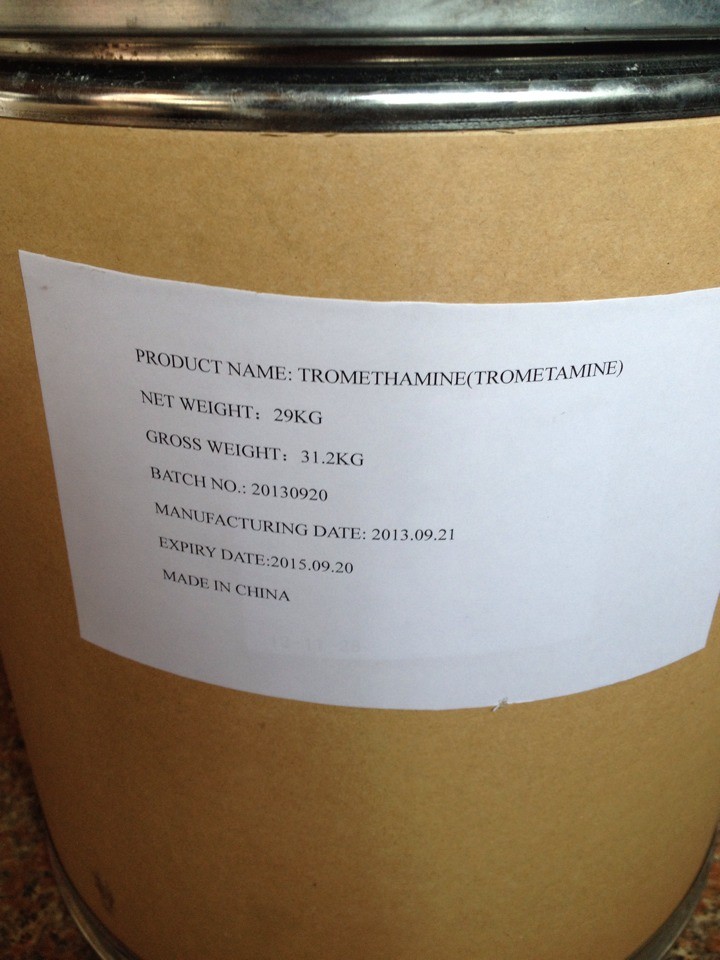 PRODUCT NAME: TROMETHAMINE(TROMETAMINE)
NET WEIGHT：29KG
GROSS WEIGHT：31.2KG
BATCH NO.: 20130920
MANUFACTURING DATE: 2013.09.21
EXPIRY DATE:2015.09.20
MADE IN CHINA